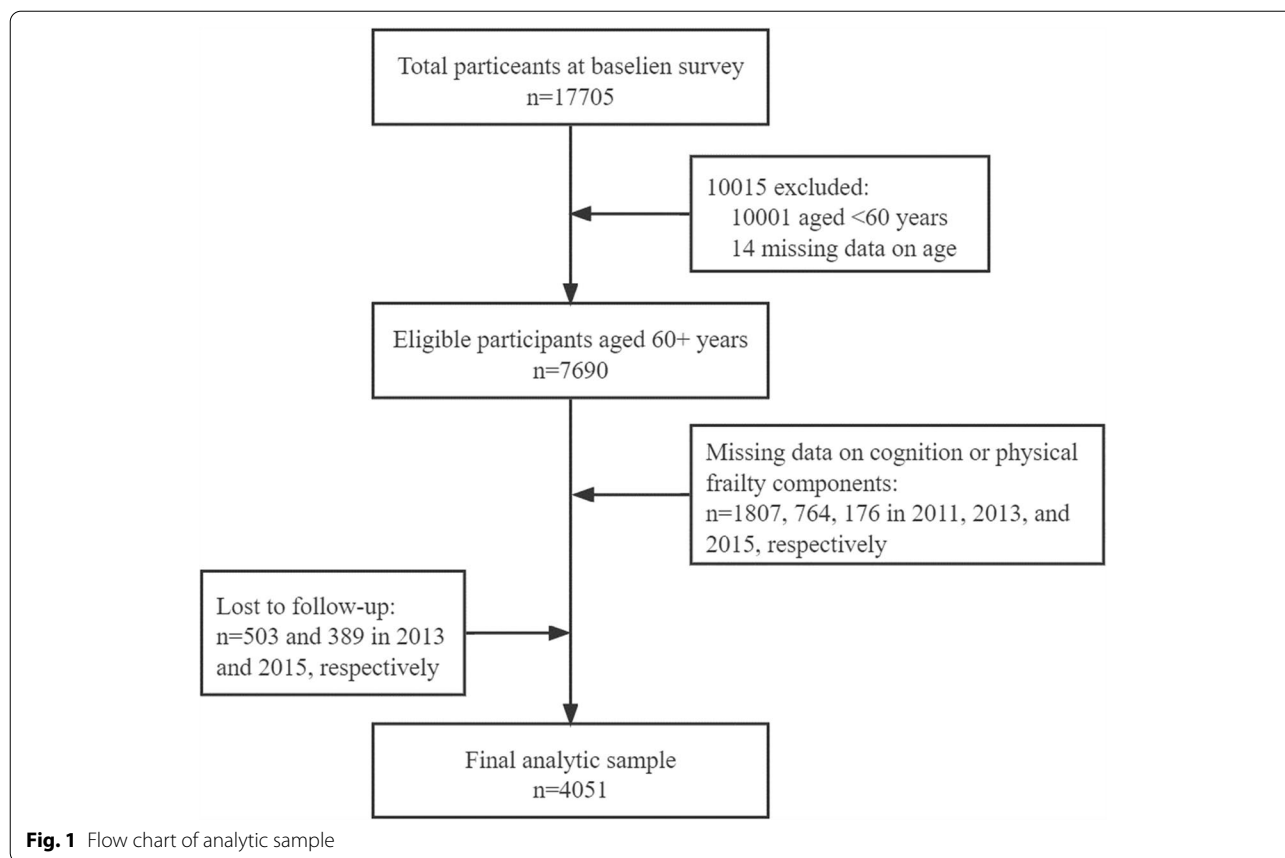 Total particeants at baselien survey
n=17705
10015 excluded:
10001 aged <60 years
14 missing data on age
Eligible participants aged 60+ years
n=7690
Missing data on cognition or physical
frailty components:
n=1807, 764, 176 in 2011, 2013, and
2015, respectively
Lost to follow-up:
n=503 and 389 in 2013
and 2015, respectively
Final analytic sample
n=4051
Fig. 1 Flow chart of analytic sample